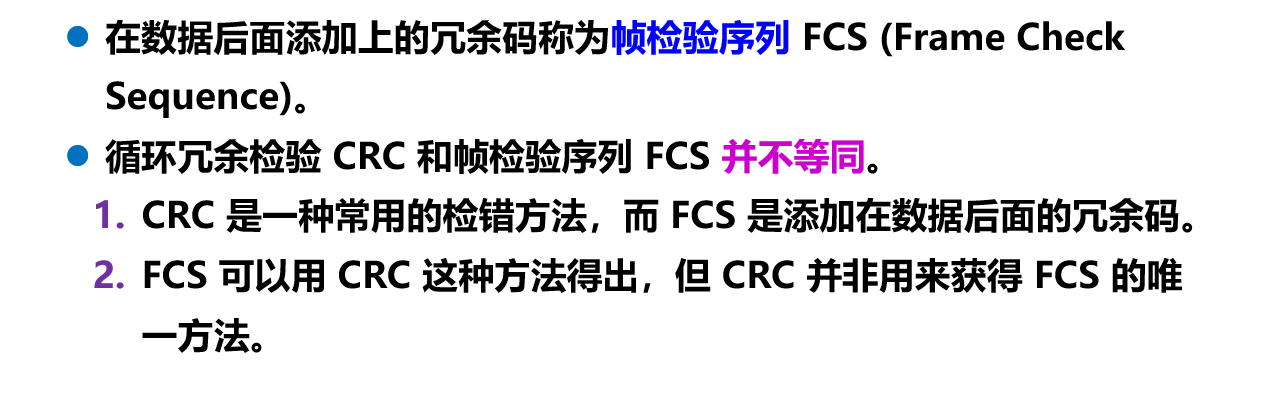 在数据后面添加上的冗余码称为帧检验序列 FCS (Frame Check
Sequence)。
循环冗余检验 CRC 和帧检验序列 FCS 并不等同。
1. CRC 是一种常用的检错方法，而 FCS 是添加在数据后面的冗余码。
2. FCS 可以用 CRC 这种方法得出，但 CRC 并非用来获得 FCS 的唯
一方法。